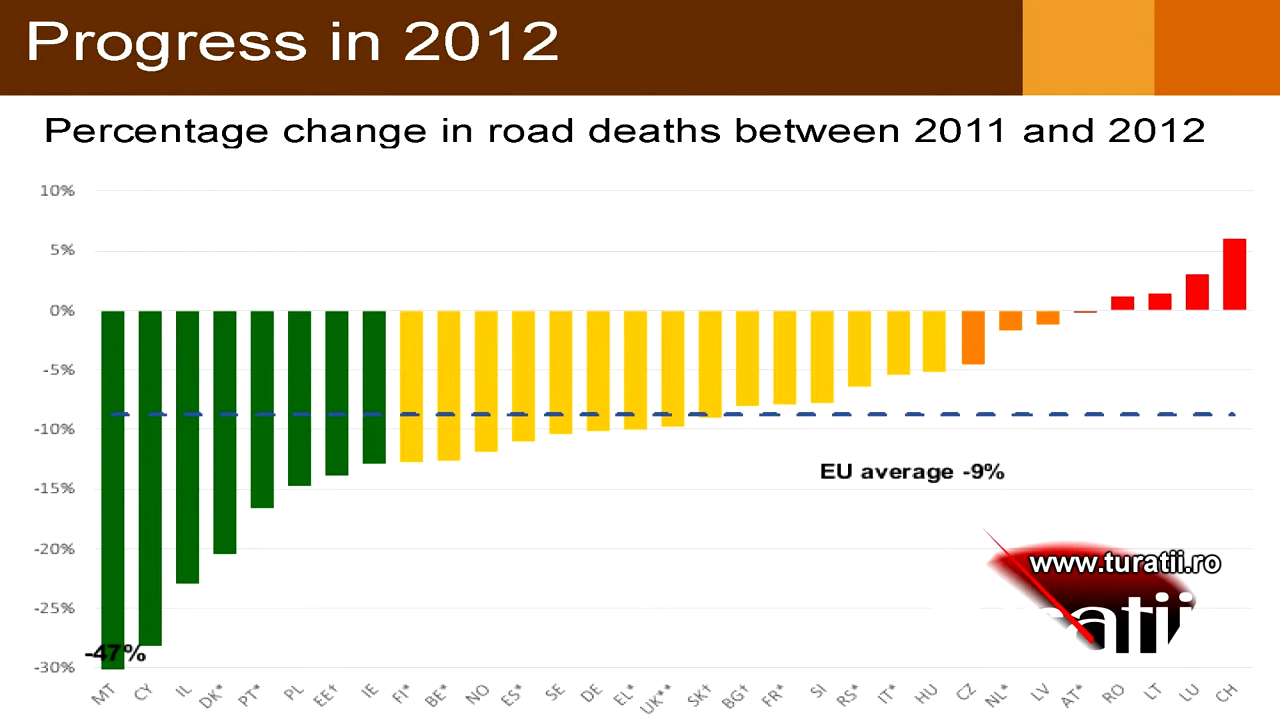 Progress in 2012
Percentage change in road deaths between 2011 and 2012
10%
5%
0%
-5%
-10%
-15%
-20%
-25%
-30%
EU average -9%
www.turatii.ro
ratii
-47%
MT CY IL DK* PT* PL EE† IE FI* BE* NO ES* SE DE EL* UK** SK† BG† FR* SI RS* IT* HU CZ NL* LV AT* RO LT LU CH